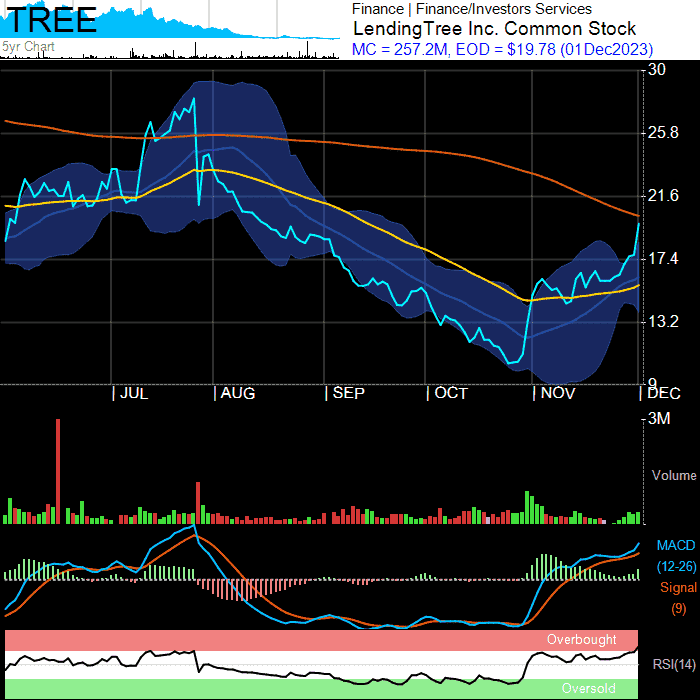 TREE
5yr Chart
Finance | Finance/Investors Services
LendingTree Inc. Common Stock
MC = 257.2M, EOD = $19.78 (01Dec2023)
30
25.8
21.6
17.4
13.2
9
JUL AUG SEP OCT NOV DEC
3M
Volume
MACD
(12-26)
Signal
(9)
Overbought
RSI(14)
Oversold